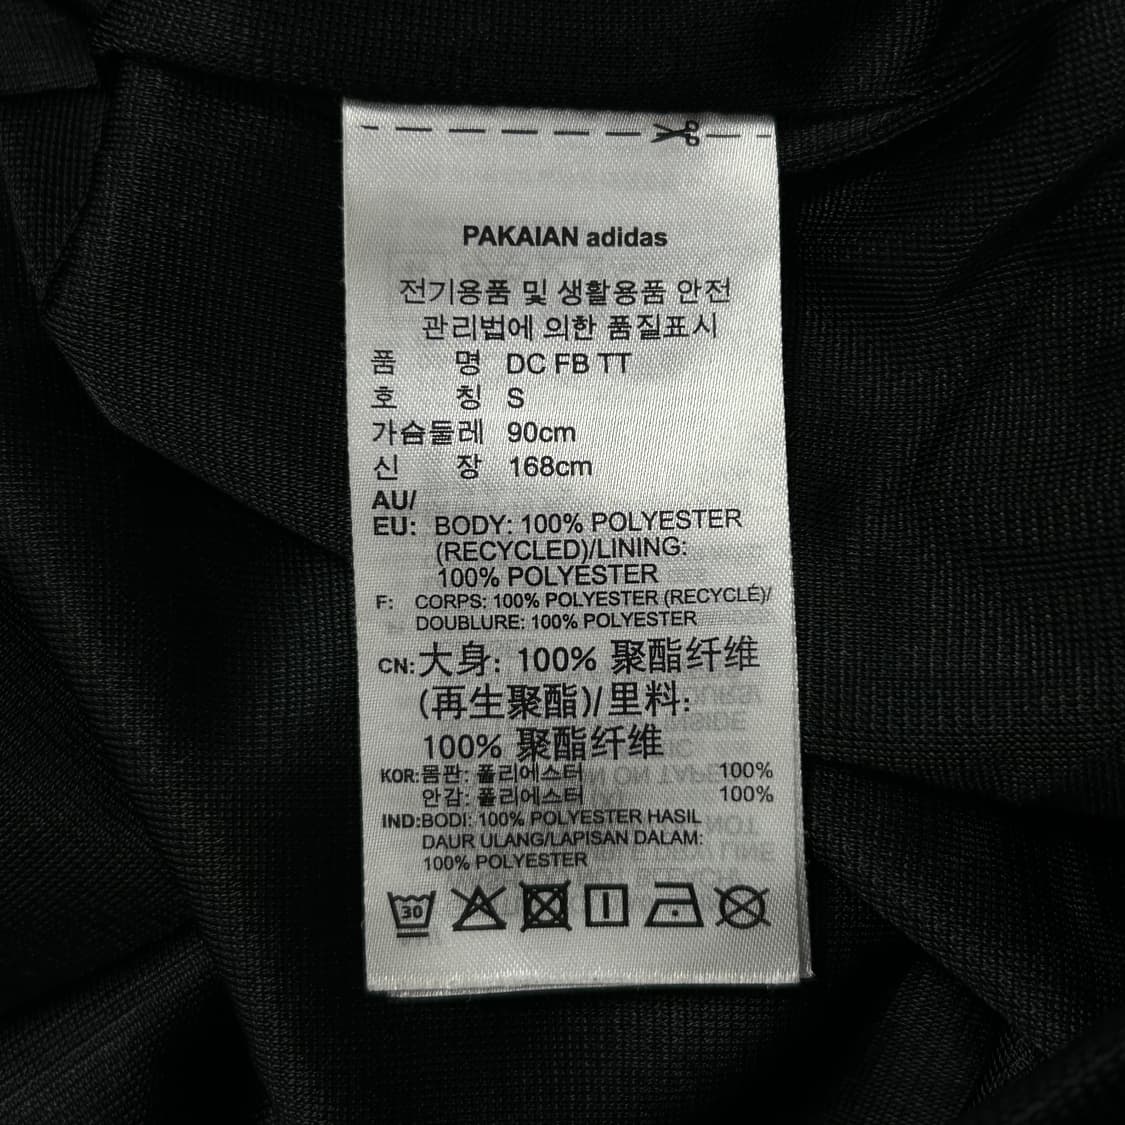 PAKAIAN adidas
전기용품 및 생활용품 안전
관리법에 의한 품질표시
품 명 DC FB TT
호 칭 S
가슴둘레 90cm
신 장 168cm
AU/
EU: BODY: 100% POLYESTER
(RECYCLED)/LINING:
100% POLYESTER
F: CORPS: 100% POLYESTER (RECYCLÉ)/
DOUBLURE: 100% POLYESTER
CN: 大身: 100% 聚酯纤维
(再生聚酯)/里料:
100% 聚酯纤维
KOR: 몸판: 폴리에스터 100%
안감: 폴리에스터 100%
IND: BODI: 100% POLYESTER HASIL
DAUR ULANG/LAPISAN DALAM:
100% POLYESTER
30